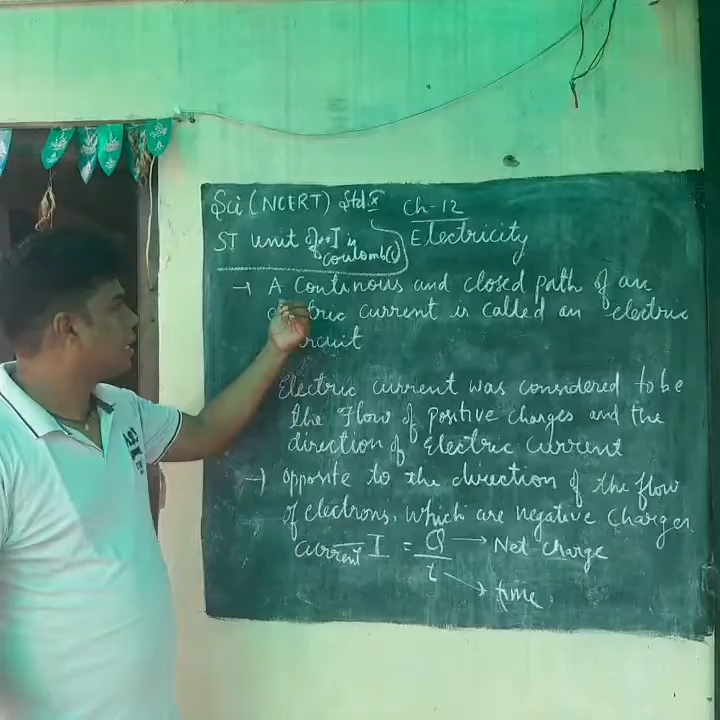 Sci (NCERT) Std X Ch-12
Electricity
ST unit of I is
coulomb(c)
→ A Continous and closed path of an
electric current is called an electric
circuit
Electric current was considered to be
the Flow of positive charges and the
direction of Electric current
→ opposite to the direction of the flow
of electrons, which are negative charges
current I = Q/t → Net charge
→ time